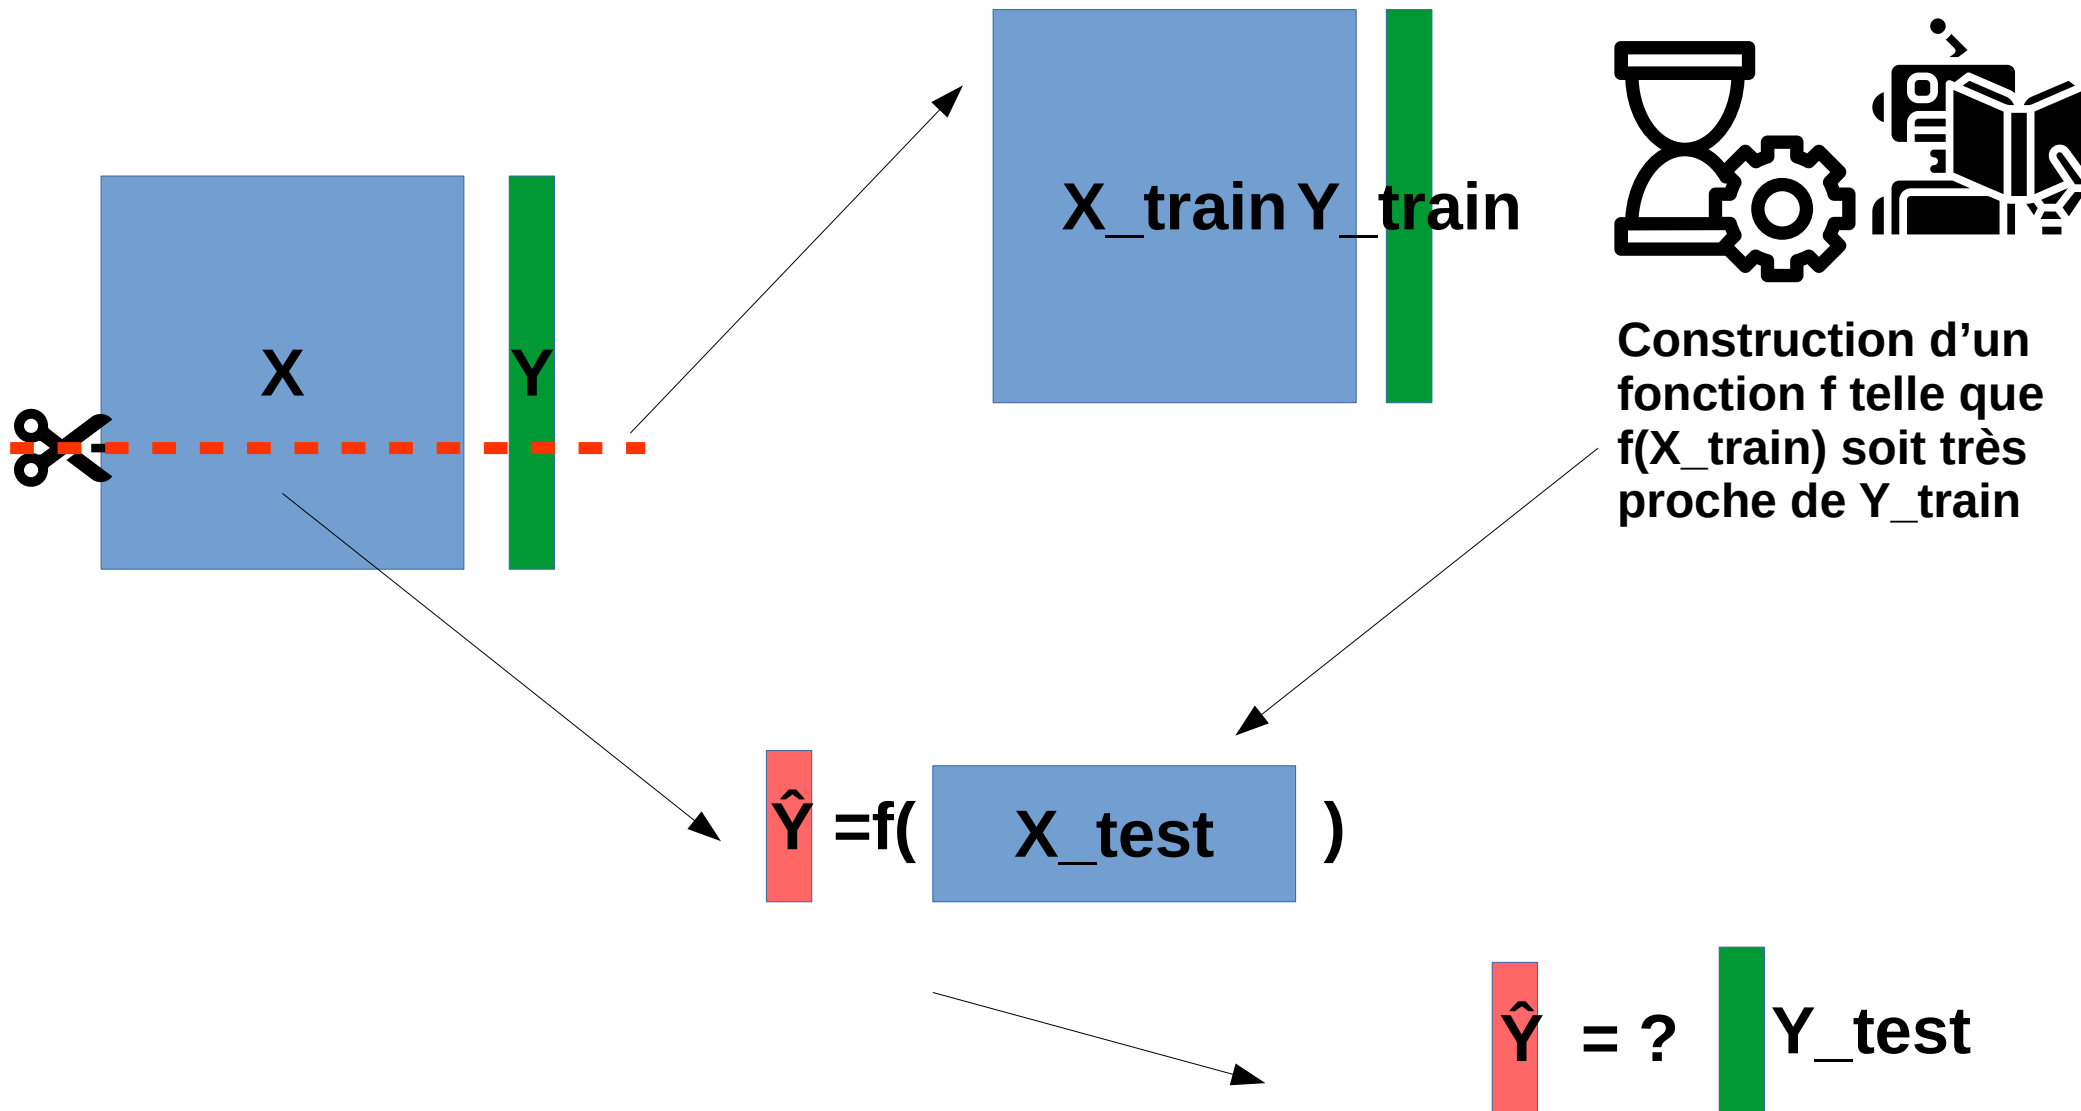 X
Y
X_train
Y_train
Construction d’un
fonction f telle que
f(X_train) soit très
proche de Y_train
Ŷ =f( X_test )
Ŷ = ? Y_test